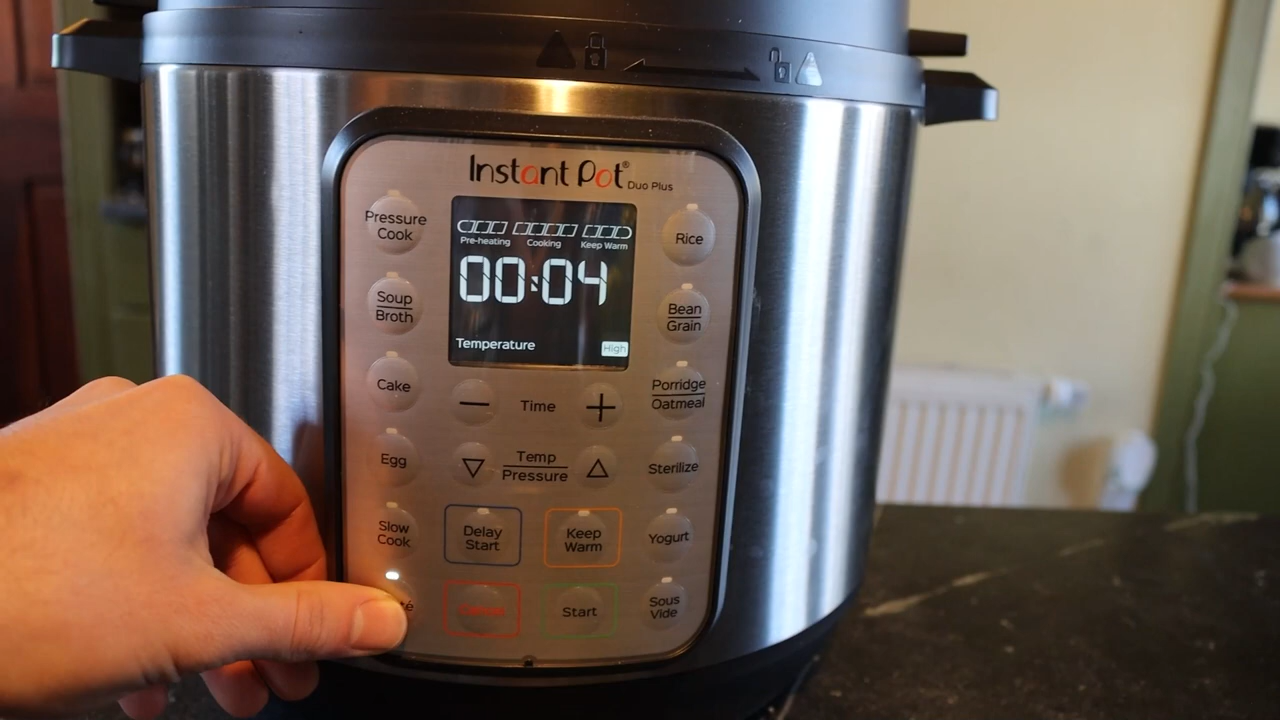 Instant Pot® Duo Plus
Pressure
Cook
Soup
Broth
Cake
Egg
Slow
Cook
té
Pre-heating Cooking Keep Warm
00:04
Temperature High
Time
Temp
Pressure
Delay
Start
Keep
Warm
Cancel
Start
Rice
Bean
Grain
Porridge
Oatmeal
Sterilize
Yogurt
Sous
Vide